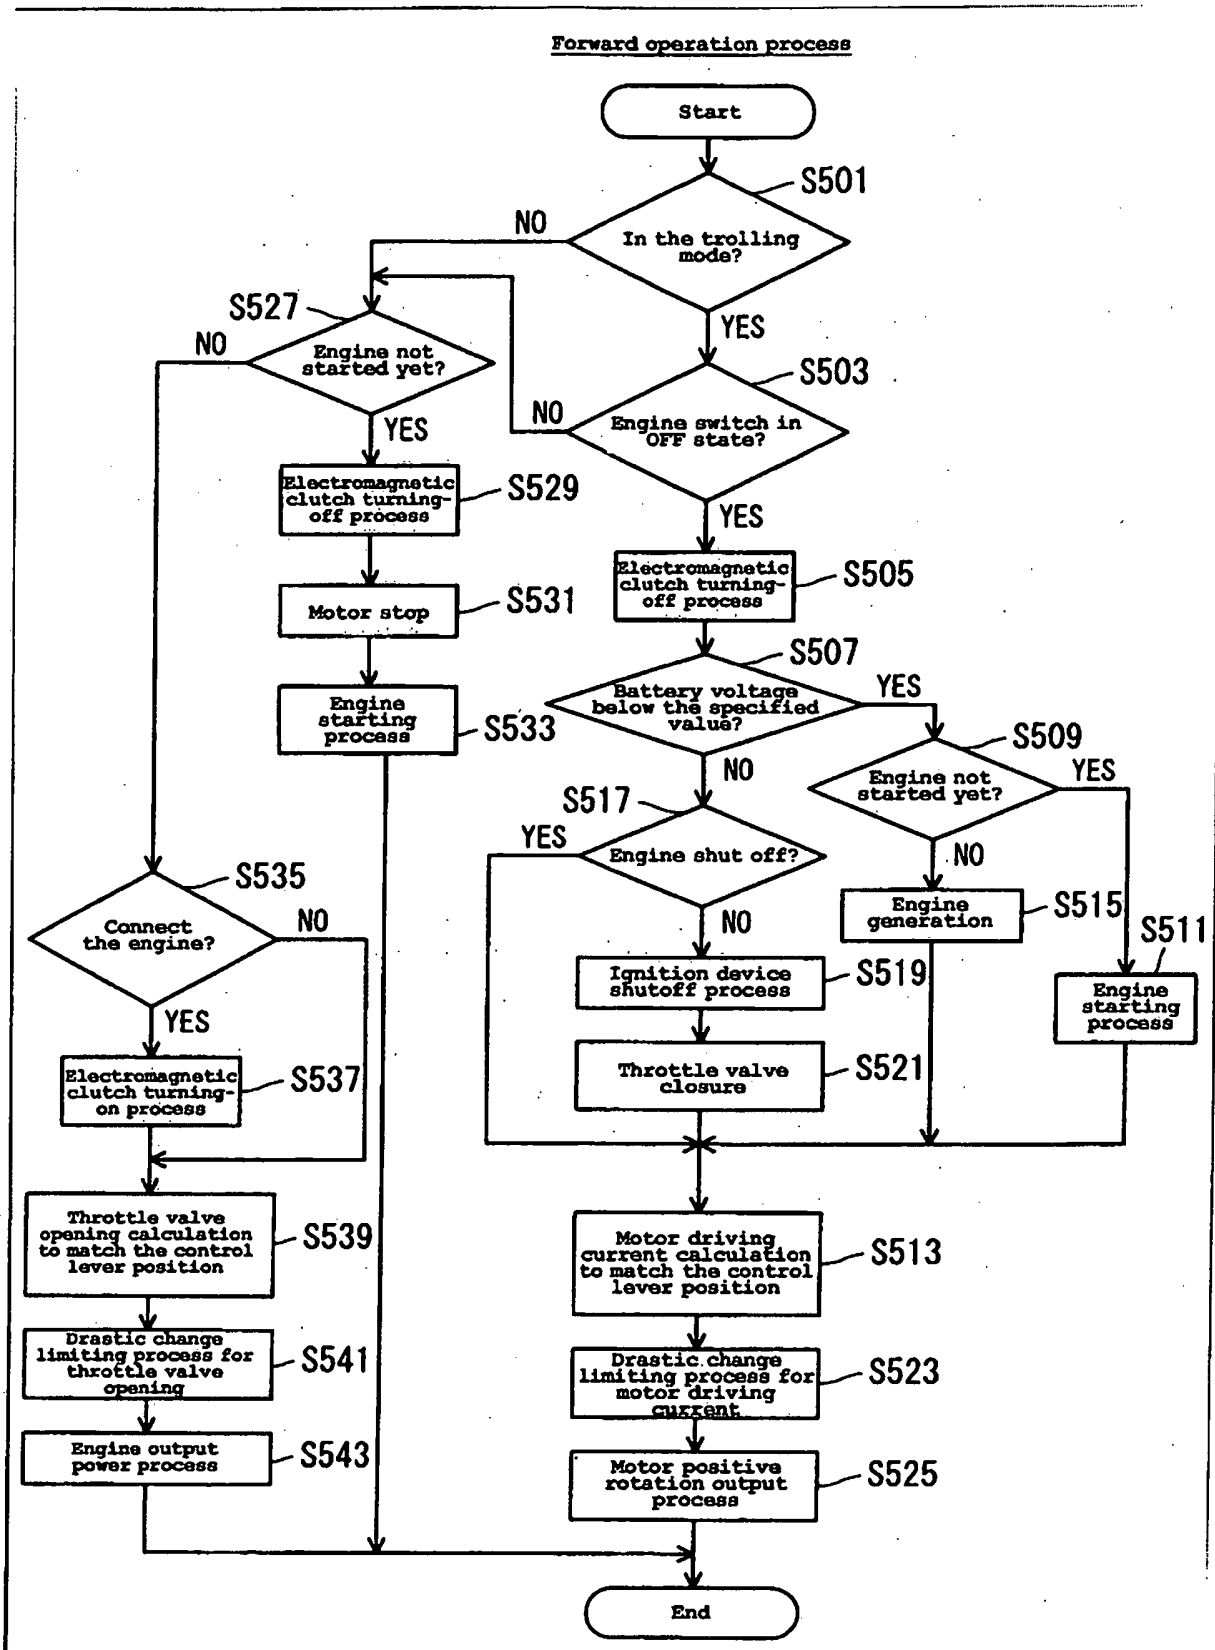 Forward operation process
Start
S501
NO
In the trolling
mode?
YES
S527
NO
Engine not
started yet?
YES
S503
NO
Engine switch in
OFF state?
YES
Electromagnetic
clutch turning-
off process
S529
Electromagnetic
clutch turning-
off process
S505
Motor stop
S531
S507
Battery voltage
below the specified
value?
YES
NO
Engine
starting
process
S533
S509
Engine not
started yet?
YES
NO
S517
YES
Engine shut off?
NO
Engine
generation
S515
S511
Engine
starting
process
S535
Connect
the engine?
NO
YES
Ignition device
shutoff process
S519
Throttle valve
closure
S521
Electromagnetic
clutch turning-
on process
S537
Throttle valve
opening calculation
to match the control
lever position
S539
Motor driving
current calculation
to match the control
lever position
S513
Drastic change
limiting process for
throttle valve
opening
S541
Drastic change
limiting process for
motor driving
current
S523
Engine output
power process
S543
Motor positive
rotation output
process
S525
End